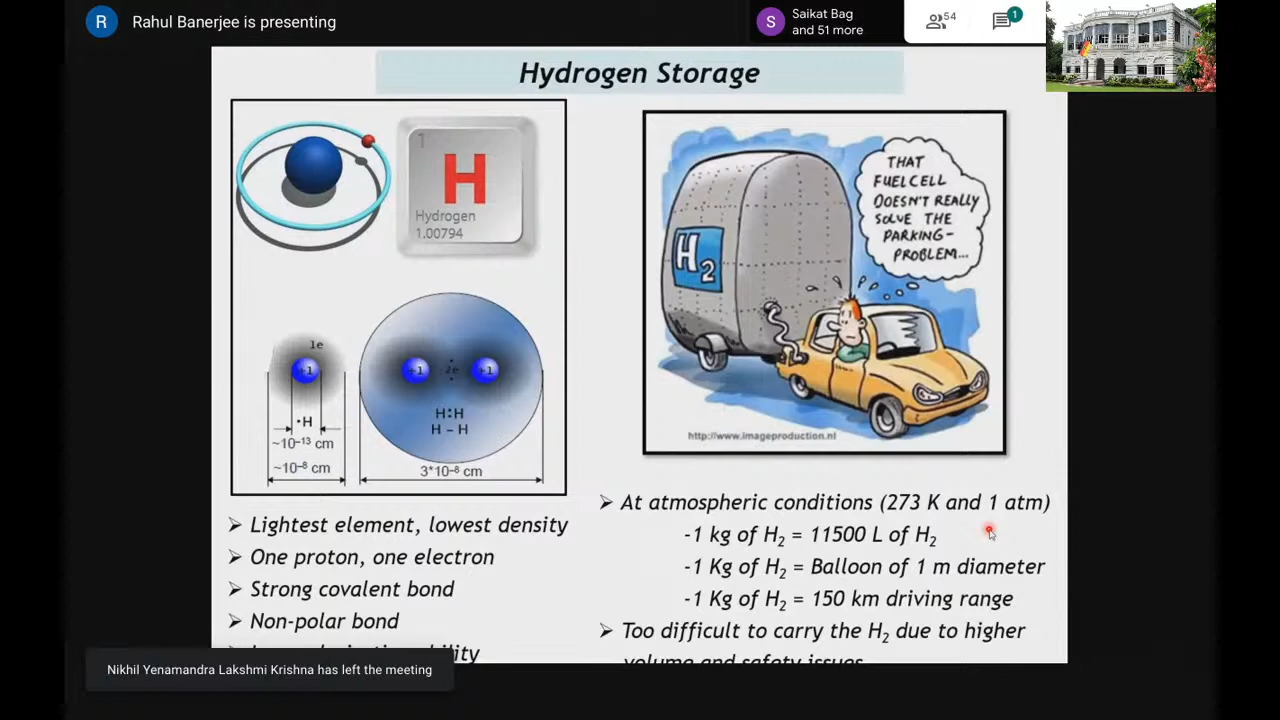 R Rahul Banerjee is presenting
S Saikat Bag
and 51 more
54
1
Hydrogen Storage
1
H
Hydrogen
1.00794
THAT
FUELCELL
DOESN'T REALLY
SOLVE THE
PARKING-
PROBLEM...
H2
1e
+1
·H
~10⁻¹³ cm
~10⁻⁸ cm
+1 2e +1
H:H
H – H
3*10⁻⁸ cm
http://www.imageproduction.nl
➢ Lightest element, lowest density
➢ One proton, one electron
➢ Strong covalent bond
➢ Non-polar bond
➢ At atmospheric conditions (273 K and 1 atm)
-1 kg of H₂ = 11500 L of H₂
-1 Kg of H₂ = Balloon of 1 m diameter
-1 Kg of H₂ = 150 km driving range
➢ Too difficult to carry the H₂ due to higher
volume and safety issues
Nikhil Yenamandra Lakshmi Krishna has left the meeting